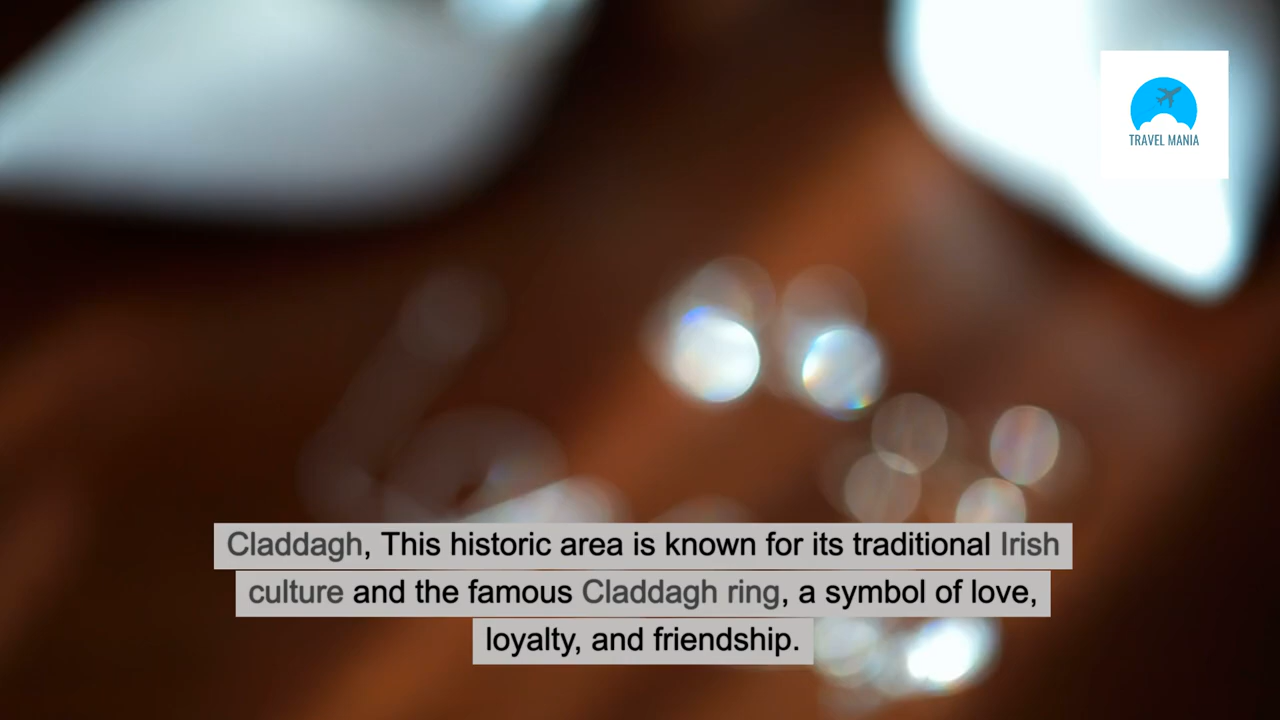 TRAVEL MANIA
Claddagh, This historic area is known for its traditional Irish
culture and the famous Claddagh ring, a symbol of love,
loyalty, and friendship.